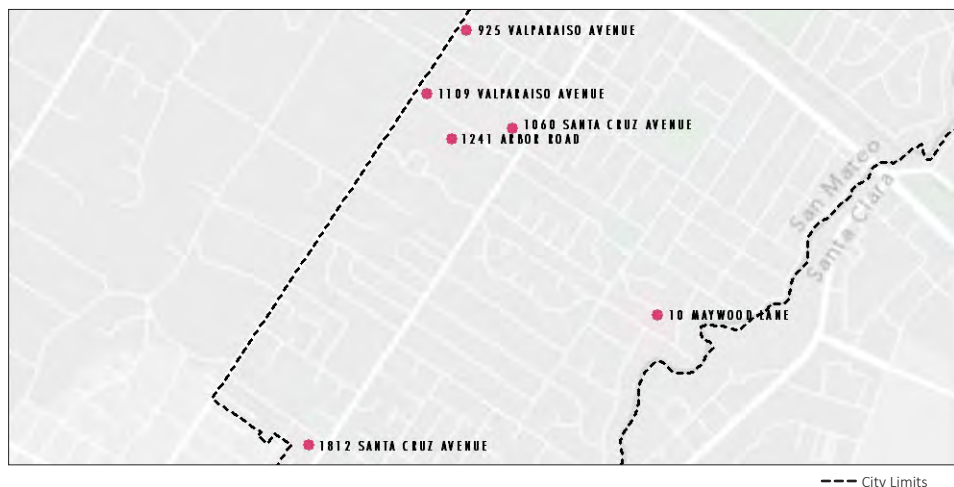 925 VALPARAISO AVENUE
1109 VALPARAISO AVENUE
1060 SANTA CRUZ AVENUE
1241 ARBOR ROAD
San Mateo
Santa Clara
10 MAYWOOD LANE
1812 SANTA CRUZ AVENUE
City Limits